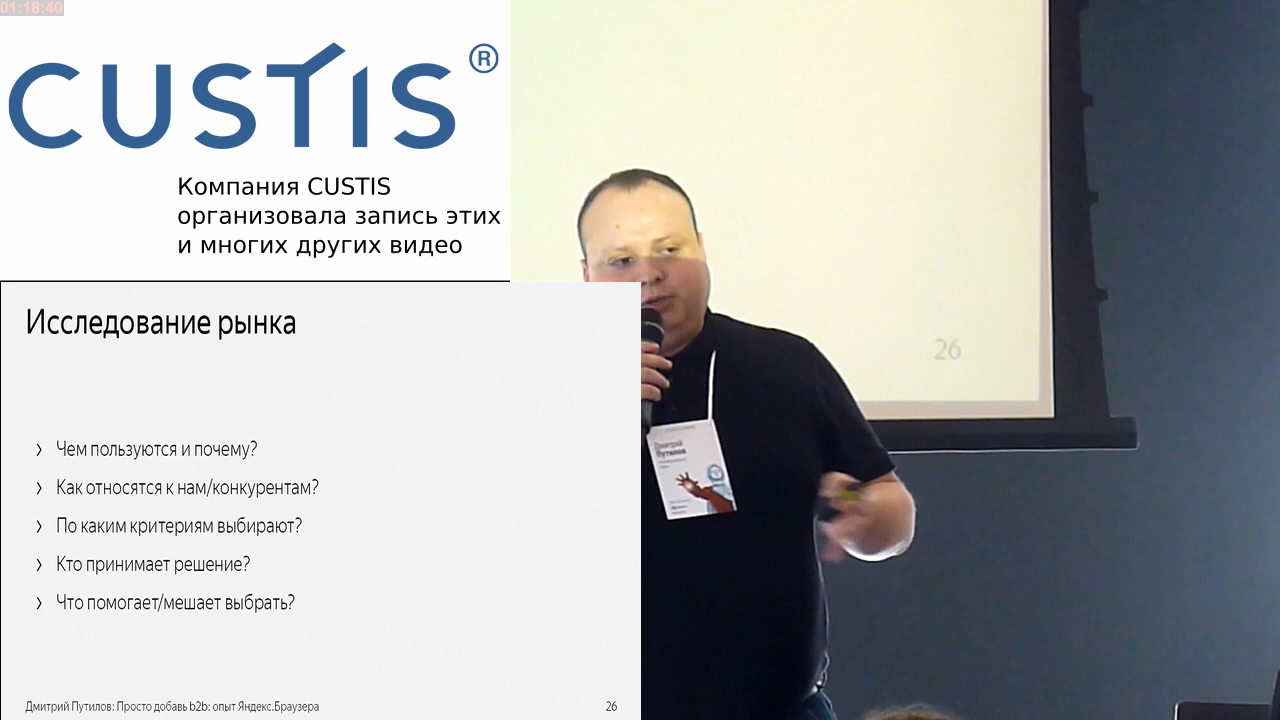 01:18:40
CUSTIS®
Компания CUSTIS
организовала запись этих
и многих других видео
Исследование рынка
› Чем пользуются и почему?
› Как относятся к нам/конкурентам?
› По каким критериям выбирают?
› Кто принимает решение?
› Что помогает/мешает выбрать?
Дмитрий Путилов: Просто добавь b2b: опыт Яндекс.Браузера
26
26
Дмитрий
Путилов